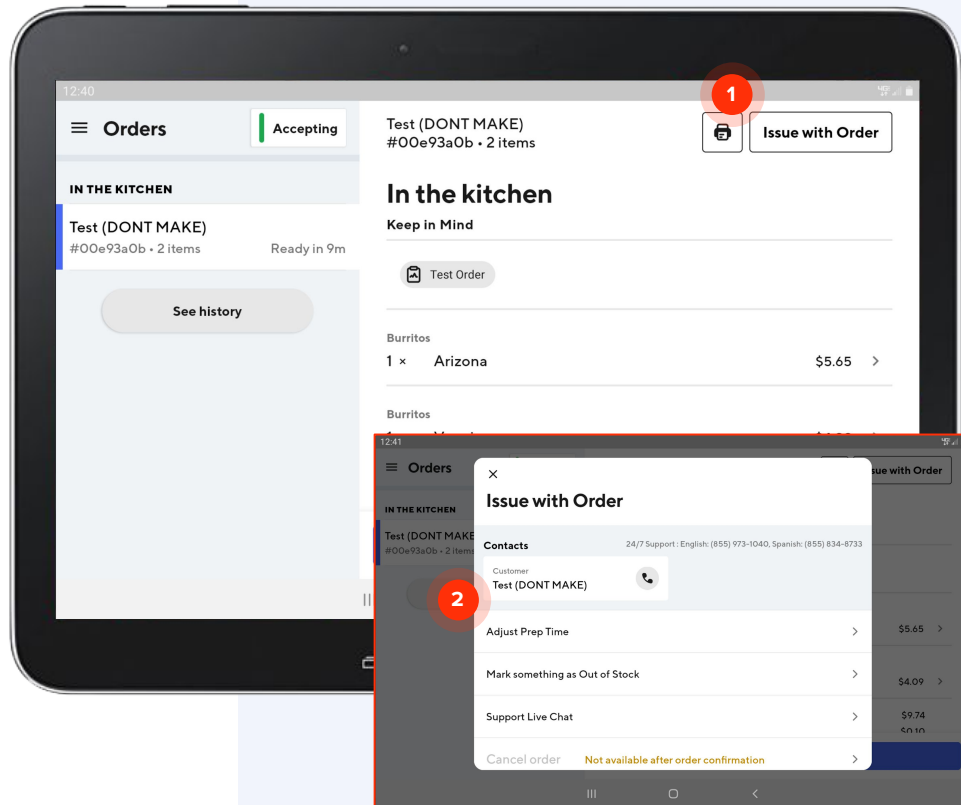 12:40
Orders
Accepting
IN THE KITCHEN
Test (DONT MAKE)
#00e93a0b • 2 items
Ready in 9m
See history
Test (DONT MAKE)
#00e93a0b • 2 items
1
Issue with Order
In the kitchen
Keep in Mind
Test Order
Burritos
1 × Arizona
$5.65
Burritos
12:41
Orders
IN THE KITCHEN
Test (DONT MAKE
#00e93a0b • 2 items
sue with Order
Issue with Order
Contacts
24/7 Support : English: (855) 973-1040, Spanish: (855) 834-8733
Customer
Test (DONT MAKE)
2
Adjust Prep Time
Mark something as Out of Stock
Support Live Chat
Cancel order
Not available after order confirmation
$5.65
$4.09
$9.74
$0.10